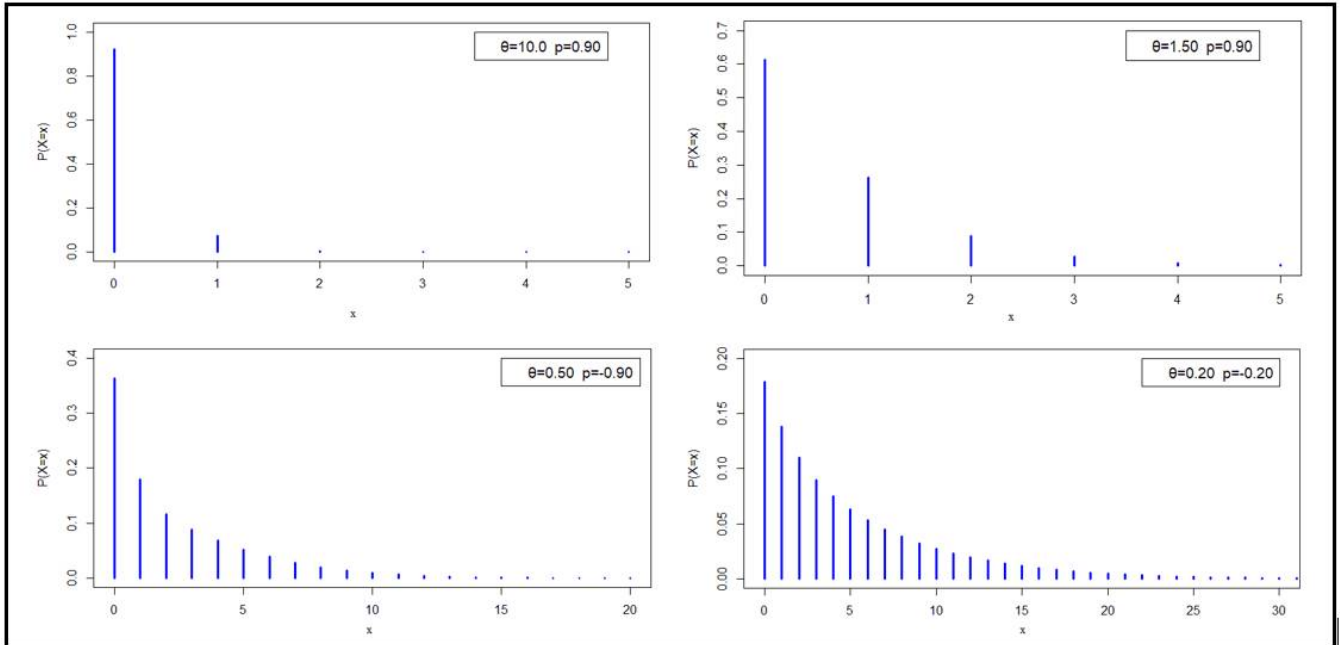 θ=10.0 p=0.90
P(X=x)
0.0 0.2 0.4 0.6 0.8 1.0
0 1 2 3 4 5
x
θ=1.50 p=0.90
P(X=x)
0.0 0.1 0.2 0.3 0.4 0.5 0.6 0.7
0 1 2 3 4 5
x
θ=0.50 p=-0.90
P(X=x)
0.0 0.1 0.2 0.3 0.4
0 5 10 15 20
x
θ=0.20 p=-0.20
P(X=x)
0.00 0.05 0.10 0.15 0.20
0 5 10 15 20 25 30
x